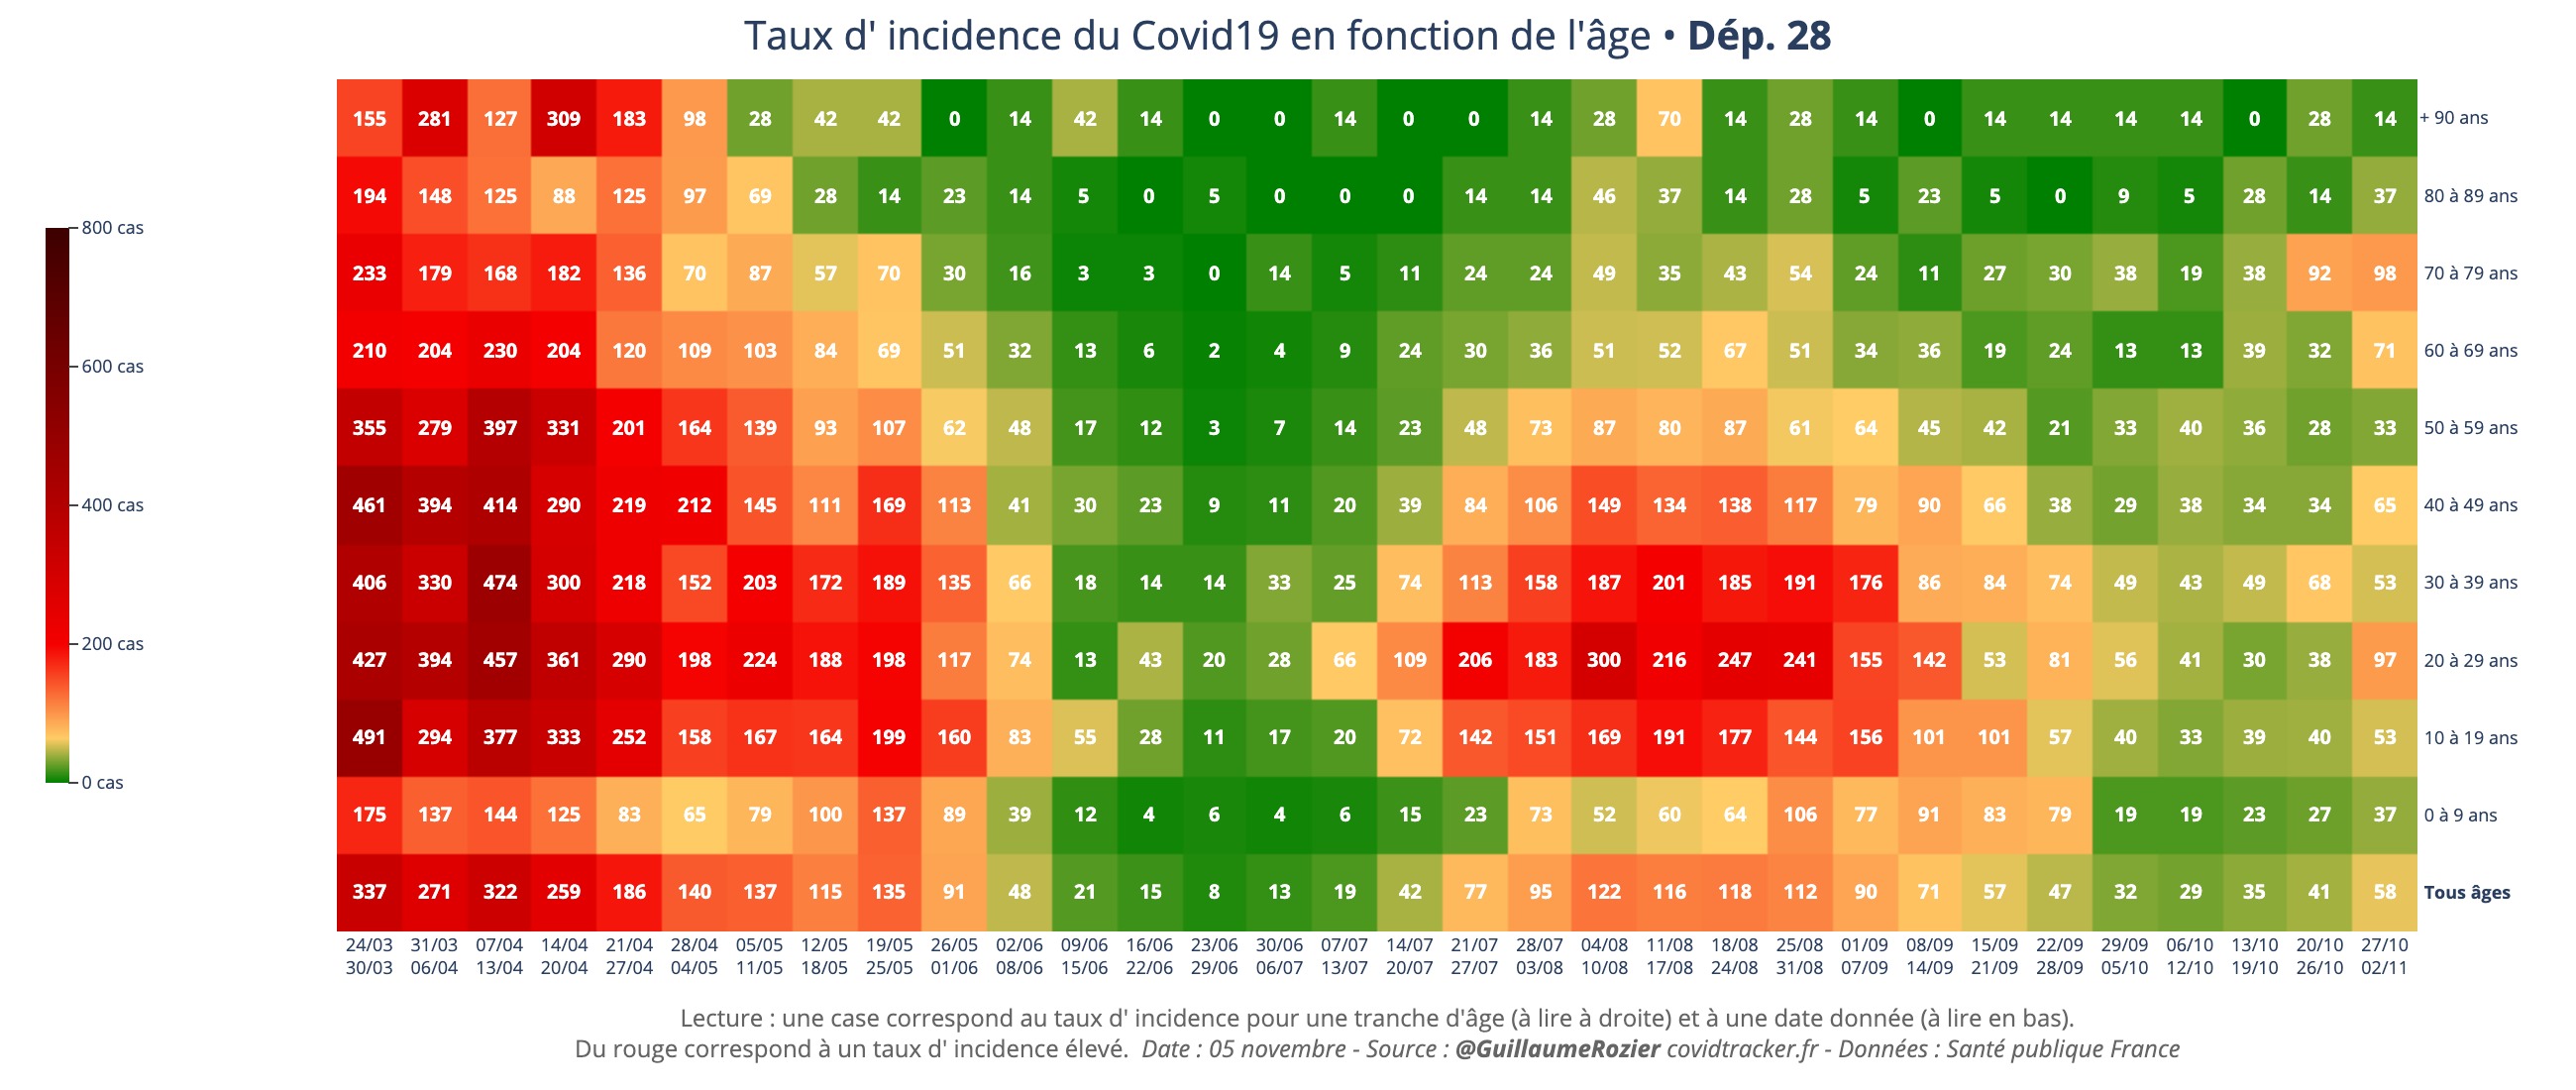 Taux d' incidence du Covid19 en fonction de l'âge • Dép. 28
800 cas
600 cas
400 cas
200 cas
0 cas
155 281 127 309 183 98 28 42 42 0 14 42 14 0 0 14 0 0 14 28 70 14 28 14 0 14 14 14 14 0 28 14 + 90 ans
194 148 125 88 125 97 69 28 14 23 14 5 0 5 0 0 0 14 14 46 37 14 28 5 23 5 0 9 5 28 14 37 80 à 89 ans
233 179 168 182 136 70 87 57 70 30 16 3 3 0 14 5 11 24 24 49 35 43 54 24 11 27 30 38 19 38 92 98 70 à 79 ans
210 204 230 204 120 109 103 84 69 51 32 13 6 2 4 9 24 30 36 51 52 67 51 34 36 19 24 13 13 39 32 71 60 à 69 ans
355 279 397 331 201 164 139 93 107 62 48 17 12 3 7 14 23 48 73 87 80 87 61 64 45 42 21 33 40 36 28 33 50 à 59 ans
461 394 414 290 219 212 145 111 169 113 41 30 23 9 11 20 39 84 106 149 134 138 117 79 90 66 38 29 38 34 34 65 40 à 49 ans
406 330 474 300 218 152 203 172 189 135 66 18 14 14 33 25 74 113 158 187 201 185 191 176 86 84 74 49 43 49 68 53 30 à 39 ans
427 394 457 361 290 198 224 188 198 117 74 13 43 20 28 66 109 206 183 300 216 247 241 155 142 53 81 56 41 30 38 97 20 à 29 ans
491 294 377 333 252 158 167 164 199 160 83 55 28 11 17 20 72 142 151 169 191 177 144 156 101 101 57 40 33 39 40 53 10 à 19 ans
175 137 144 125 83 65 79 100 137 89 39 12 4 6 4 6 15 23 73 52 60 64 106 77 91 83 79 19 19 23 27 37 0 à 9 ans
337 271 322 259 186 140 137 115 135 91 48 21 15 8 13 19 42 77 95 122 116 118 112 90 71 57 47 32 29 35 41 58 Tous âges
24/03 31/03 07/04 14/04 21/04 28/04 05/05 12/05 19/05 26/05 02/06 09/06 16/06 23/06 30/06 07/07 14/07 21/07 28/07 04/08 11/08 18/08 25/08 01/09 08/09 15/09 22/09 29/09 06/10 13/10 20/10 27/10
30/03 06/04 13/04 20/04 27/04 04/05 11/05 18/05 25/05 01/06 08/06 15/06 22/06 29/06 06/07 13/07 20/07 27/07 03/08 10/08 17/08 24/08 31/08 07/09 14/09 21/09 28/09 05/10 12/10 19/10 26/10 02/11
Lecture : une case correspond au taux d' incidence pour une tranche d'âge (à lire à droite) et à une date donnée (à lire en bas).
Du rouge correspond à un taux d' incidence élevé. Date : 05 novembre - Source : @GuillaumeRozier covidtracker.fr - Données : Santé publique France